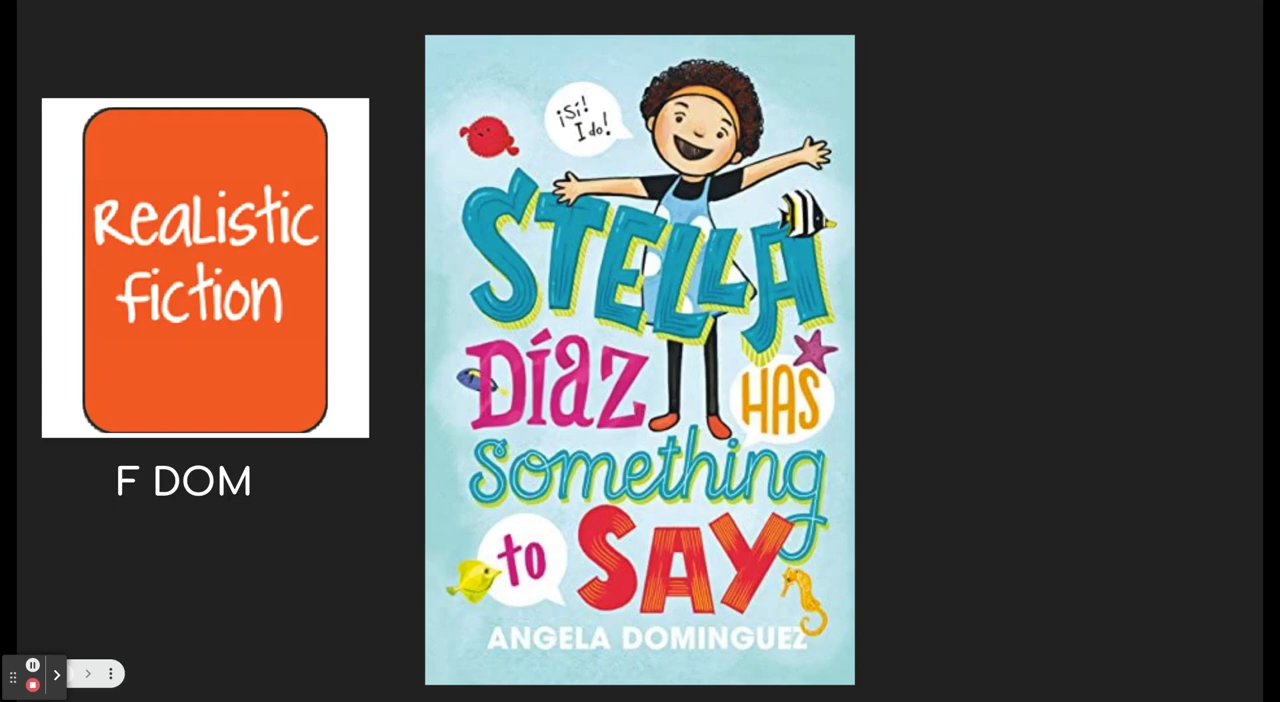 Realistic
Fiction
F DOM
¡Sí!
I do!
STELLA
Díaz
HAS
something
to
SAY
ANGELA DOMINGUEZ